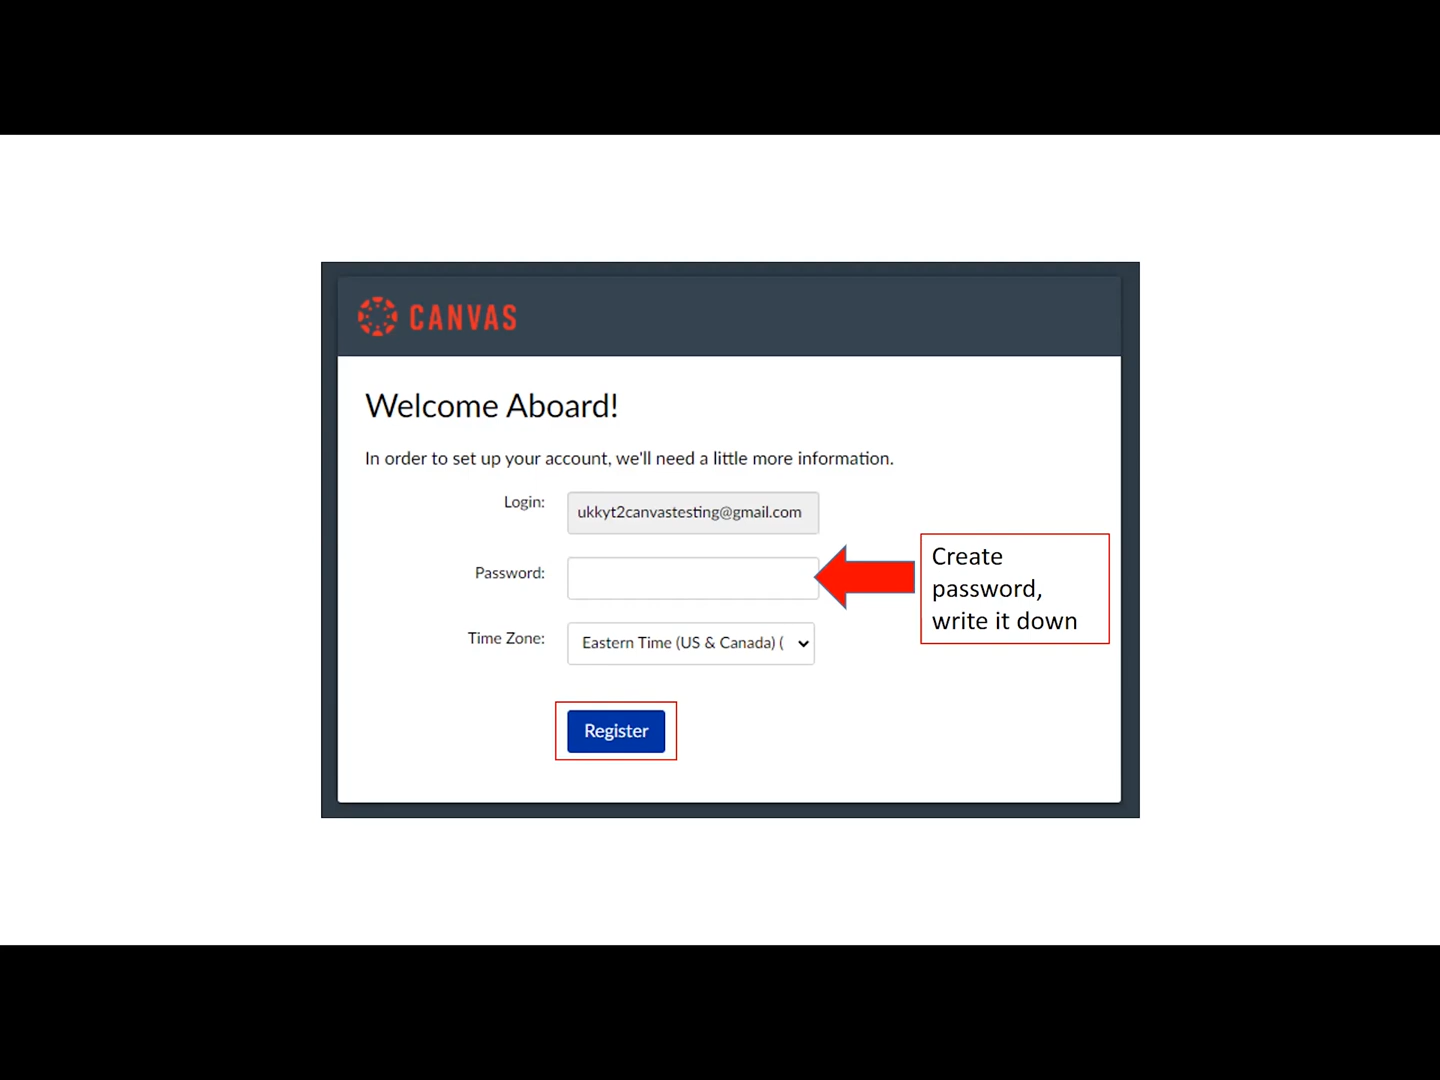 CANVAS
Welcome Aboard!
In order to set up your account, we'll need a little more information.
Login:
ukkyt2canvastesting@gmail.com
Password:
Create
password,
write it down
Time Zone:
Eastern Time (US & Canada) (
Register